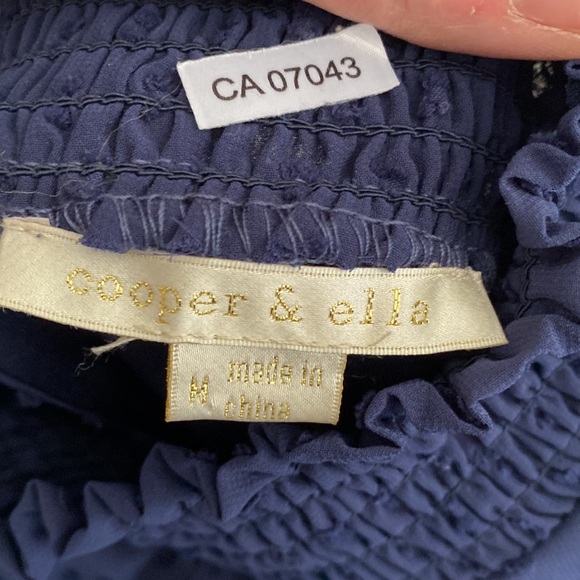 CA 07043
cooper & ella
M made in
china